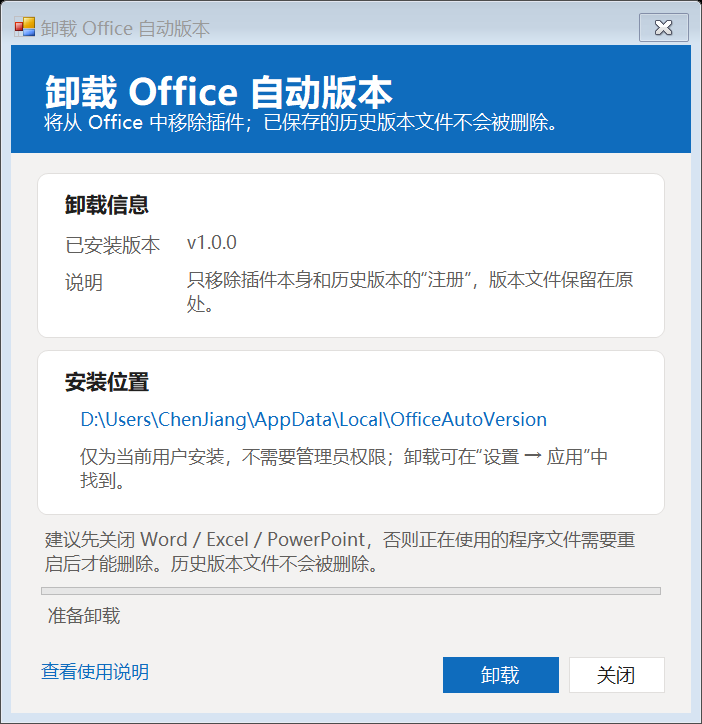 卸载 Office 自动版本
卸载 Office 自动版本
将从 Office 中移除插件；已保存的历史版本文件不会被删除。
卸载信息
已安装版本 v1.0.0
说明 只移除插件本身和历史版本的“注册”，版本文件保留在原
处。
安装位置
D:\Users\ChenJiang\AppData\Local\OfficeAutoVersion
仅为当前用户安装，不需要管理员权限；卸载可在“设置 → 应用”中
找到。
建议先关闭 Word / Excel / PowerPoint，否则正在使用的程序文件需要重
启后才能删除。历史版本文件不会被删除。
准备卸载
查看使用说明 卸载 关闭